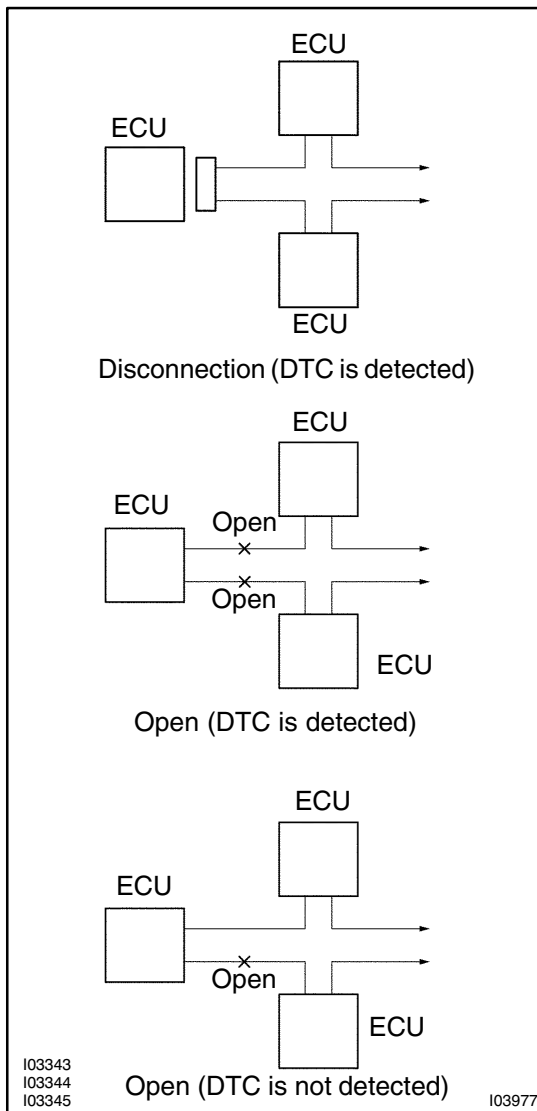 ECU
ECU
ECU
Disconnection (DTC is detected)
ECU
ECU
Open
Open
ECU
Open (DTC is detected)
ECU
ECU
Open
ECU
I03343
I03344
I03345
Open (DTC is not detected)
I03977